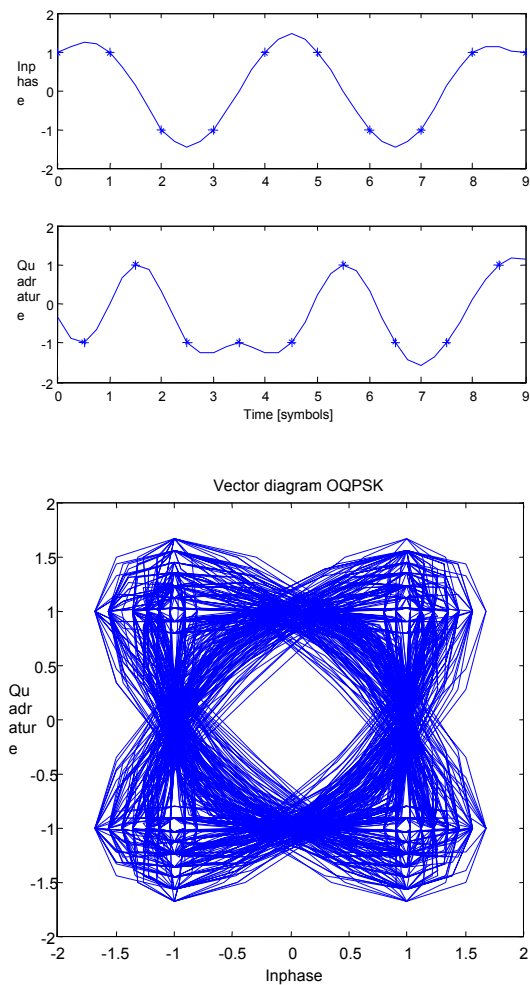 2
1
Inp
has
e
0
-1
-2
0 1 2 3 4 5 6 7 8 9
2
1
Qu
adr
atur
e
0
-1
-2
0 1 2 3 4 5 6 7 8 9
Time [symbols]
Vector diagram OQPSK
2
1.5
1
0.5
Qu
adr
atur
e
0
-0.5
-1
-1.5
-2
-2 -1.5 -1 -0.5 0 0.5 1 1.5 2
Inphase